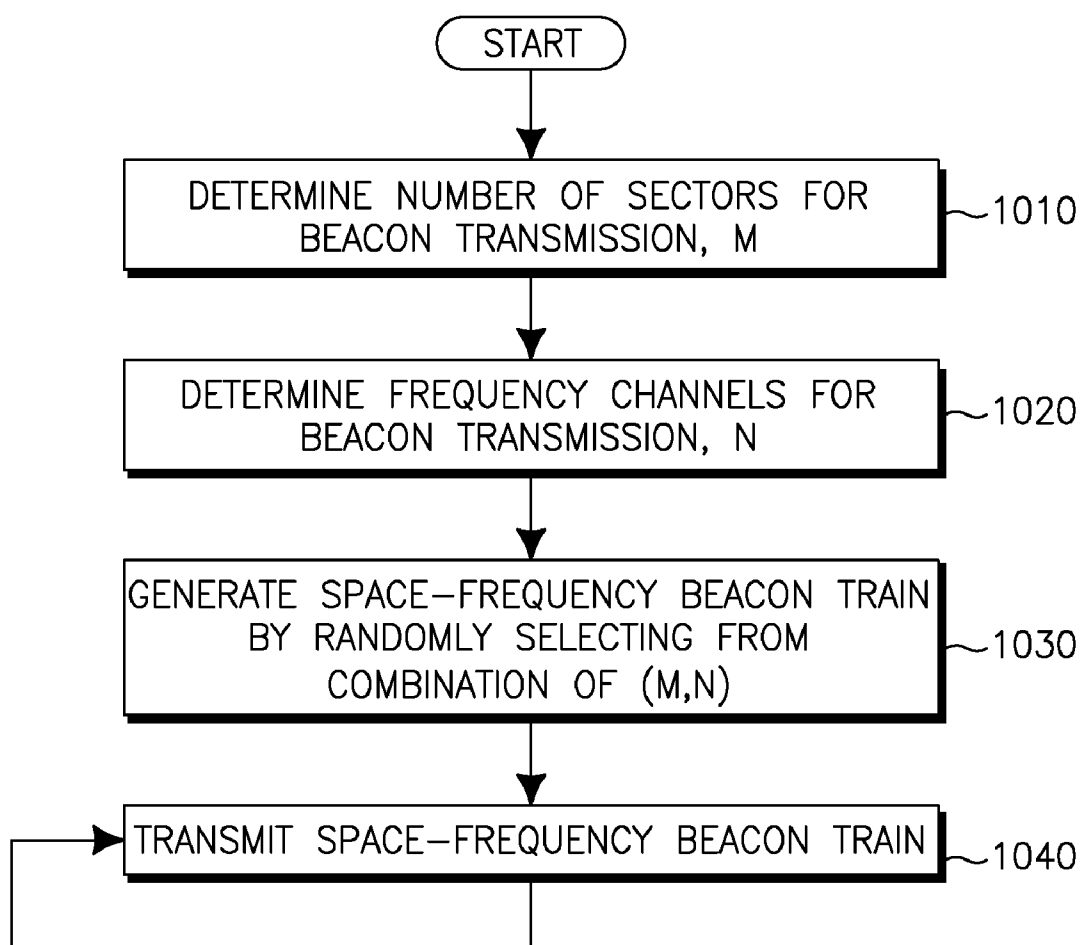 START
DETERMINE NUMBER OF SECTORS FOR
BEACON TRANSMISSION, M
1010
DETERMINE FREQUENCY CHANNELS FOR
BEACON TRANSMISSION, N
1020
GENERATE SPACE-FREQUENCY BEACON TRAIN
BY RANDOMLY SELECTING FROM
COMBINATION OF (M,N)
1030
TRANSMIT SPACE-FREQUENCY BEACON TRAIN
1040